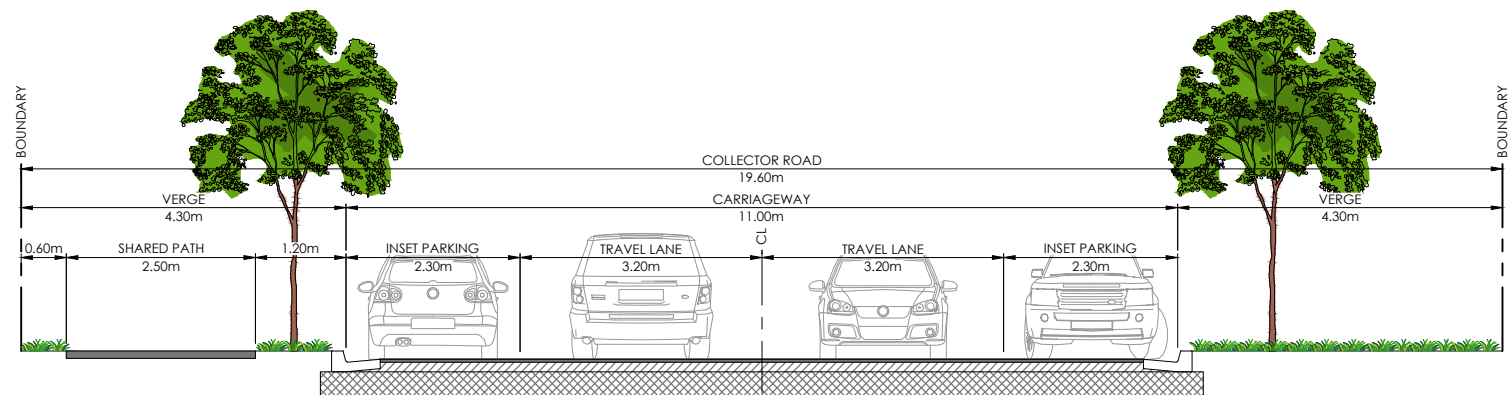 BOUNDARY
BOUNDARY
COLLECTOR ROAD
19.60m
VERGE
4.30m
CARRIAGEWAY
11.00m
VERGE
4.30m
CL
0.60m
SHARED PATH
2.50m
1.20m
INSET PARKING
2.30m
TRAVEL LANE
3.20m
TRAVEL LANE
3.20m
INSET PARKING
2.30m